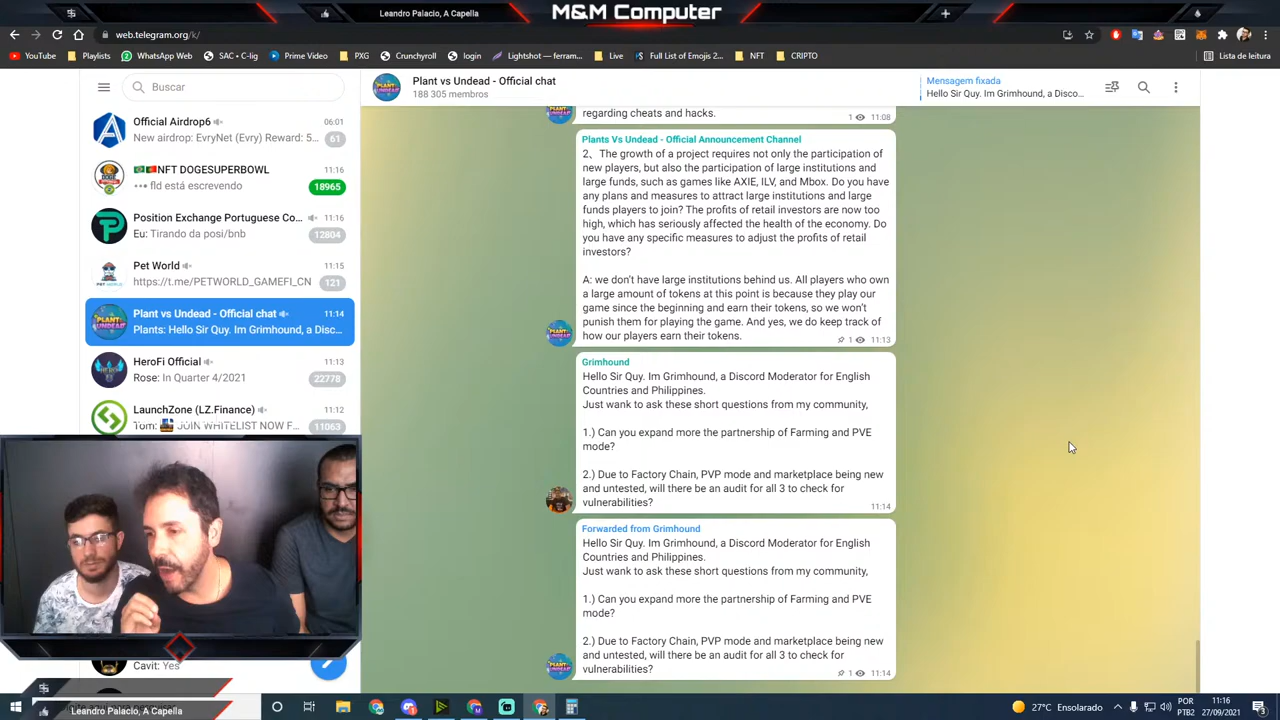 Leandro Palacio, A Capella
M&M Computer
web.telegram.org/k/
YouTube
Playlists
(2) WhatsApp Web
SAC • C-lig
Prime Video
PXG
Crunchyroll
login
Lightshot — ferram...
Live
Full List of Emojis 2...
NFT
CRIPTO
Lista de leitura
Buscar
Plant vs Undead - Official chat
188 305 membros
Mensagem fixada
Hello Sir Quy. Im Grimhound, a Disco...
Official Airdrop6
06:01
New airdrop: EvryNet (Evry) Reward: 5...
61
NFT DOGESUPERBOWL
11:16
fld está escrevendo
18965
Position Exchange Portuguese Co...
11:16
Eu: Tirando da posi/bnb
12804
Pet World
11:15
https://t.me/PETWORLD_GAMEFI_CN
121
Plant vs Undead - Official chat
11:14
Plants: Hello Sir Quy. Im Grimhound, a Disc...
HeroFi Official
11:13
Rose: In Quarter 4/2021
22778
LaunchZone (LZ.Finance)
11:12
Tom: JOIN WHITELIST NOW F...
11063
Cavit: Yes
regarding cheats and hacks.
1 11:08
Plants Vs Undead - Official Announcement Channel
2、The growth of a project requires not only the participation of
new players, but also the participation of large institutions and
large funds, such as games like AXIE, ILV, and Mbox. Do you have
any plans and measures to attract large institutions and large
funds players to join? The profits of retail investors are now too
high, which has seriously affected the health of the economy. Do
you have any specific measures to adjust the profits of retail
investors?
A: we don't have large institutions behind us. All players who own
a large amount of tokens at this point is because they play our
game since the beginning and earn their tokens, so we won't
punish them for playing the game. And yes, we do keep track of
how our players earn their tokens.
1 11:13
Grimhound
Hello Sir Quy. Im Grimhound, a Discord Moderator for English
Countries and Philippines.
Just wank to ask these short questions from my community,
1.) Can you expand more the partnership of Farming and PVE
mode?
2.) Due to Factory Chain, PVP mode and marketplace being new
and untested, will there be an audit for all 3 to check for
vulnerabilities?
11:14
Forwarded from Grimhound
Hello Sir Quy. Im Grimhound, a Discord Moderator for English
Countries and Philippines.
Just wank to ask these short questions from my community,
1.) Can you expand more the partnership of Farming and PVE
mode?
2.) Due to Factory Chain, PVP mode and marketplace being new
and untested, will there be an audit for all 3 to check for
vulnerabilities?
1 11:14
Leandro Palacio, A Capella
27°C Ensolarado
POR
PTB2
11:16
27/09/2021